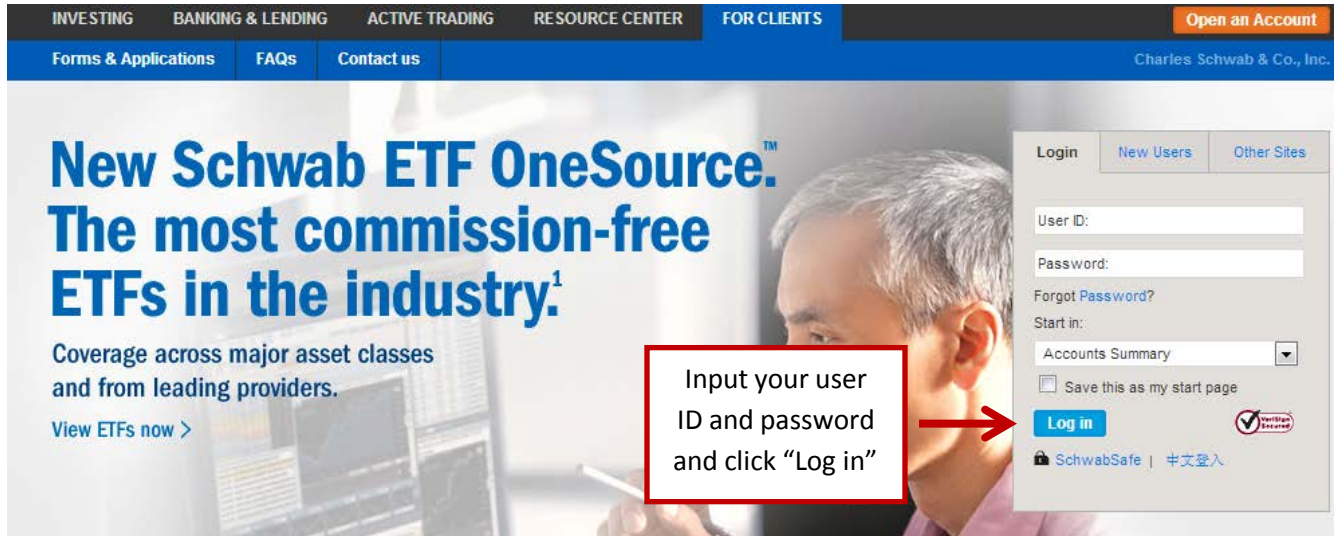 INVESTING BANKING & LENDING ACTIVE TRADING RESOURCE CENTER FOR CLIENTS Open an Account
Forms & Applications FAQs Contact us Charles Schwab & Co., Inc.
New Schwab ETF OneSource.™
The most commission-free
ETFs in the industry.¹
Coverage across major asset classes
and from leading providers.
View ETFs now >
Input your user
ID and password
and click “Log in”
Login New Users Other Sites
User ID:
Password:
Forgot Password?
Start in:
Accounts Summary
Save this as my start page
Log in VeriSign
Secured
SchwabSafe | 中文登入